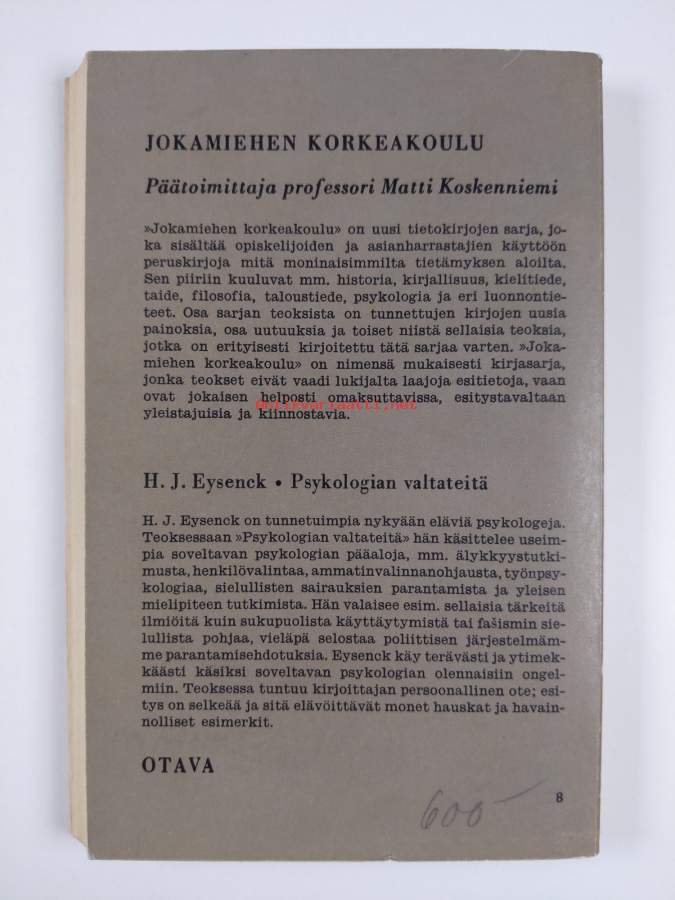 JOKAMIEHEN KORKEAKOULU
Päätoimittaja professori Matti Koskenniemi
»Jokamiehen korkeakoulu» on uusi tietokirjojen sarja, jo-
ka sisältää opiskelijoiden ja asianharrastajien käyttöön
peruskirjoja mitä moninaisimmilta tietämyksen aloilta.
Sen piiriin kuuluvat mm. historia, kirjallisuus, kielitiede,
taide, filosofia, taloustiede, psykologia ja eri luonnontie-
teet. Osa sarjan teoksista on tunnettujen kirjojen uusia
painoksia, osa uutuuksia ja toiset niistä sellaisia teoksia,
jotka on erityisesti kirjoitettu tätä sarjaa varten. »Joka-
miehen korkeakoulu» on nimensä mukaisesti kirjasarja,
jonka teokset eivät vaadi lukijalta laajoja esitietoja, vaan
ovat jokaisen helposti omaksuttavissa, esitystavaltaan
antikvariaatti.net
yleistajuisia ja kiinnostavia.
H. J. Eysenck • Psykologian valtateitä
H. J. Eysenck on tunnetuimpia nykyään eläviä psykologeja.
Teoksessaan »Psykologian valtateitä» hän käsittelee useim-
pia soveltavan psykologian pääaloja, mm. älykkyystutki-
musta, henkilövalintaa, ammatinvalinnanohjausta, työnpsy-
kologiaa, sielullisten sairauksien parantamista ja yleisen
mielipiteen tutkimista. Hän valaisee esim. sellaisia tärkeitä
ilmiöitä kuin sukupuolista käyttäytymistä tai fašismin sie-
lullista pohjaa, vieläpä selostaa poliittisen järjestelmäm-
me parantamisehdotuksia. Eysenck käy terävästi ja ytimek-
käästi käsiksi soveltavan psykologian olennaisiin ongel-
miin. Teoksessa tuntuu kirjoittajan persoonallinen ote; esi-
tys on selkeää ja sitä elävöittävät monet hauskat ja havain-
nolliset esimerkit.
OTAVA
8
600-